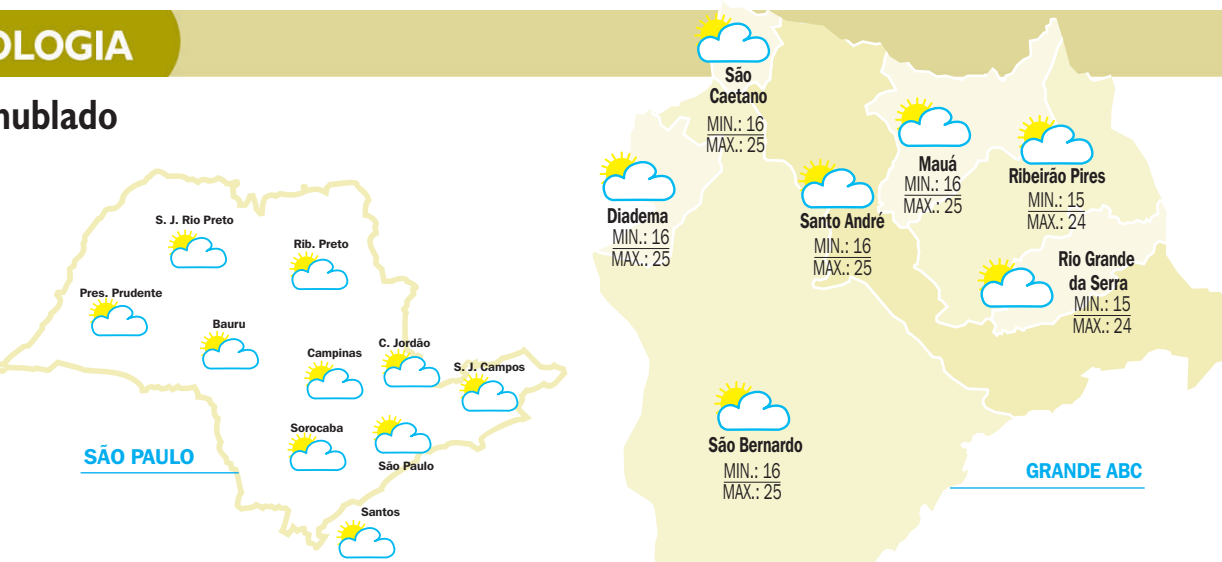 OLOGIA
nublado
S. J. Rio Preto
Rib. Preto
Pres. Prudente
Bauru
Campinas
C. Jordão
S. J. Campos
Sorocaba
São Paulo
Santos
SÃO PAULO
São
Caetano
MIN.: 16
MAX.: 25
Diadema
MIN.: 16
MAX.: 25
Santo André
MIN.: 16
MAX.: 25
Mauá
MIN.: 16
MAX.: 25
Ribeirão Pires
MIN.: 15
MAX.: 24
Rio Grande
da Serra
MIN.: 15
MAX.: 24
São Bernardo
MIN.: 16
MAX.: 25
GRANDE ABC